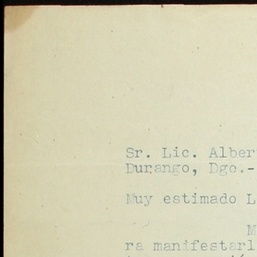 Sr. Lic. Alber
Durango, Dgo.-
Muy estimado L
M
ra manifestarl